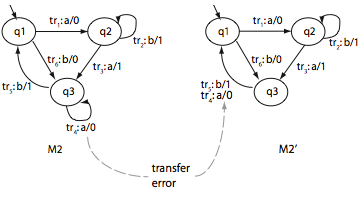 q1
tr₁:a/0
q2
tr₂:b/1
tr₆:b/0
tr₃:a/1
tr₅:b/1
q3
tr₄:a/0
M2
q1
tr₁:a/0
q2
tr₂:b/1
tr₆:b/0
tr₃:a/1
tr₅:b/1
tr₄:a/0
q3
M2'
transfer
error